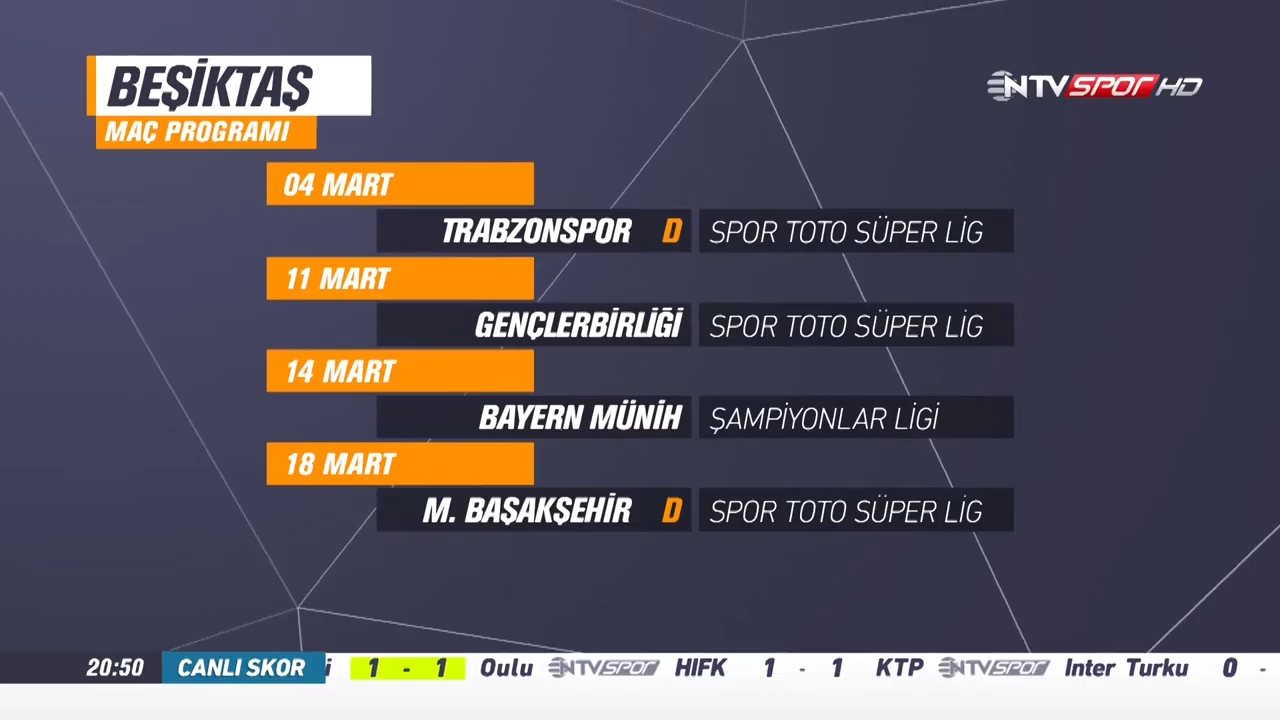 BEŞİKTAŞ
MAÇ PROGRAMI
NTVSPOR HD
04 MART
TRABZONSPOR D SPOR TOTO SÜPER LİG
11 MART
GENÇLERBİRLİĞİ SPOR TOTO SÜPER LİG
14 MART
BAYERN MÜNİH ŞAMPİYONLAR LİGİ
18 MART
M. BAŞAKŞEHİR D SPOR TOTO SÜPER LİG
20:50 CANLI SKOR i 1 - 1 Oulu NTVSPOR HIFK 1 - 1 KTP NTVSPOR Inter Turku 0 -